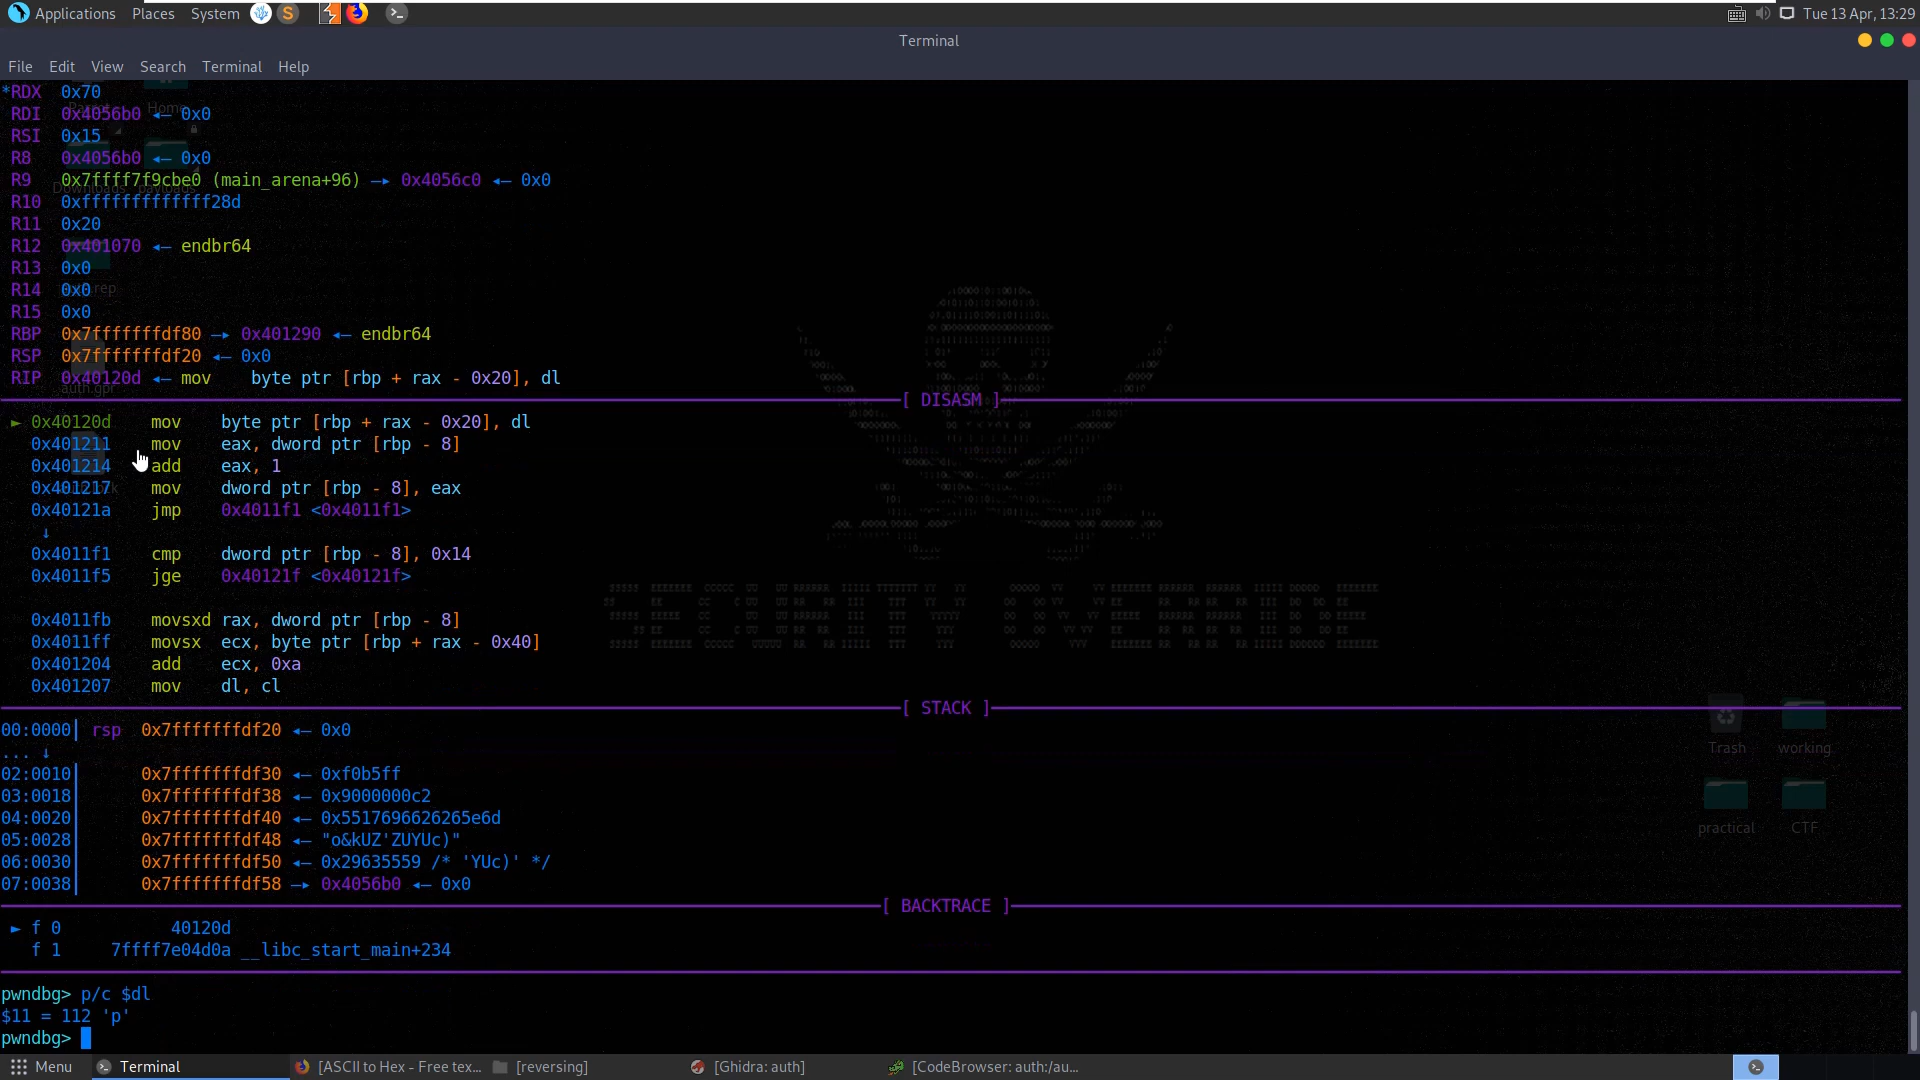 Applications Places System Tue 13 Apr, 13:29
Terminal
File Edit View Search Terminal Help
*RDX 0x70
RDI 0x4056b0 ◂— 0x0
RSI 0x15
R8 0x4056b0 ◂— 0x0
R9 0x7ffff7f9cbe0 (main_arena+96) —▸ 0x4056c0 ◂— 0x0
R10 0xfffffffffffff28d
R11 0x20
R12 0x401070 ◂— endbr64
R13 0x0
R14 0x0
R15 0x0
RBP 0x7fffffffdf80 —▸ 0x401290 ◂— endbr64
RSP 0x7fffffffdf20 ◂— 0x0
RIP 0x40120d ◂— mov byte ptr [rbp + rax - 0x20], dl
[ DISASM ]
► 0x40120d mov byte ptr [rbp + rax - 0x20], dl
0x401211 mov eax, dword ptr [rbp - 8]
0x401214 add eax, 1
0x401217 mov dword ptr [rbp - 8], eax
0x40121a jmp 0x4011f1 <0x4011f1>
↓
0x4011f1 cmp dword ptr [rbp - 8], 0x14
0x4011f5 jge 0x40121f <0x40121f>
0x4011fb movsxd rax, dword ptr [rbp - 8]
0x4011ff movsx ecx, byte ptr [rbp + rax - 0x40]
0x401204 add ecx, 0xa
0x401207 mov dl, cl
[ STACK ]
00:0000│ rsp 0x7fffffffdf20 ◂— 0x0
... ↓
02:0010│ 0x7fffffffdf30 ◂— 0xf0b5ff
03:0018│ 0x7fffffffdf38 ◂— 0x9000000c2
04:0020│ 0x7fffffffdf40 ◂— 0x5517696626265e6d
05:0028│ 0x7fffffffdf48 ◂— "o&kUZ'ZUYUc)"
06:0030│ 0x7fffffffdf50 ◂— 0x29635559 /* 'YUc)' */
07:0038│ 0x7fffffffdf58 —▸ 0x4056b0 ◂— 0x0
[ BACKTRACE ]
► f 0 40120d
f 1 7ffff7e04d0a __libc_start_main+234
pwndbg> p/c $dl
$11 = 112 'p'
pwndbg>
Home
Downloads payloads
auth.gpr
SECURITY OVERRIDE
Trash working
practical CTF
Menu Terminal [ASCII to Hex - Free tex... [reversing] [Ghidra: auth] [CodeBrowser: auth:/au...